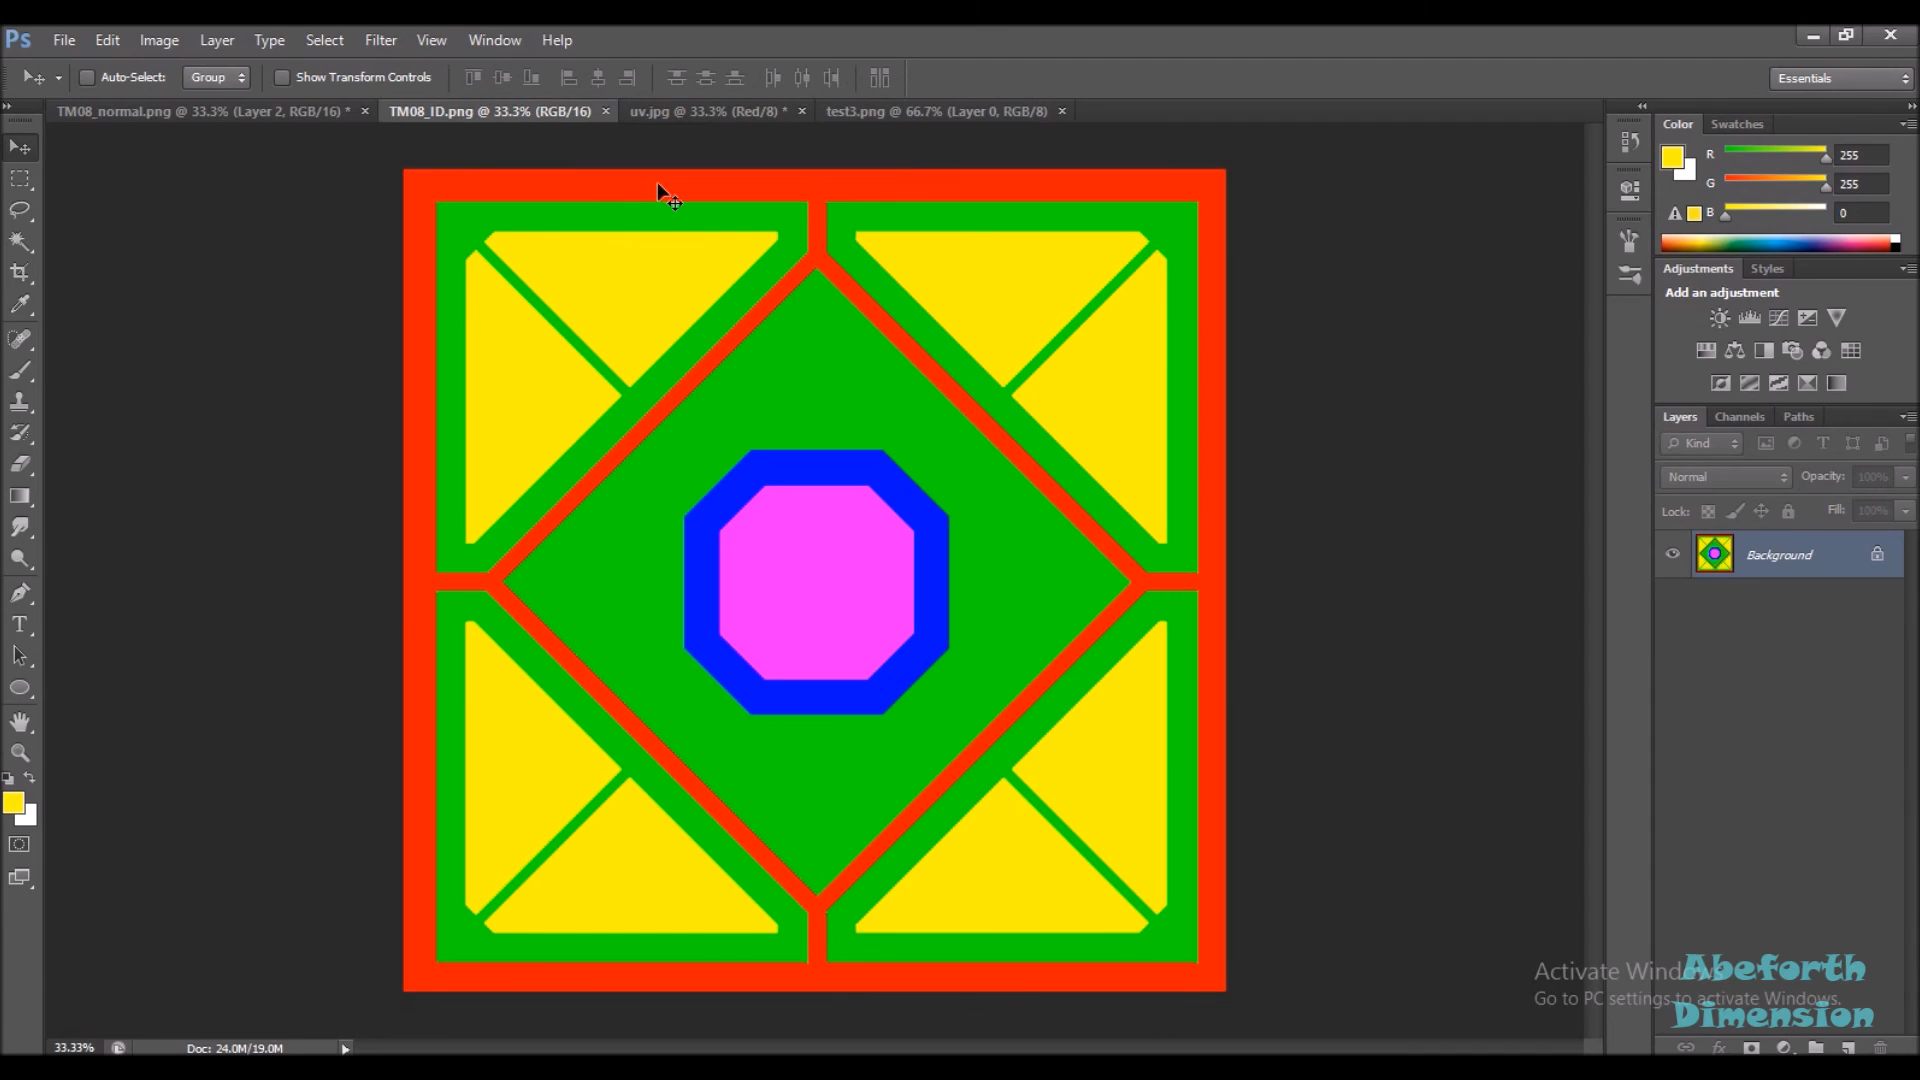 Ps File Edit Image Layer Type Select Filter View Window Help
Auto-Select: Group Show Transform Controls Essentials
TM08_normal.png @ 33.3% (Layer 2, RGB/16) * × TM08_ID.png @ 33.3% (RGB/16) × uv.jpg @ 33.3% (Red/8) * × test3.png @ 66.7% (Layer 0, RGB/8) ×
Color Swatches
R 255
G 255
B 0
Adjustments Styles
Add an adjustment
Layers Channels Paths
Kind
Normal Opacity: 100%
Lock: Fill: 100%
Background
Activate Windows
Go to PC settings to activate Windows.
Abeforth
Dimension
33.33% Doc: 24.0M/19.0M